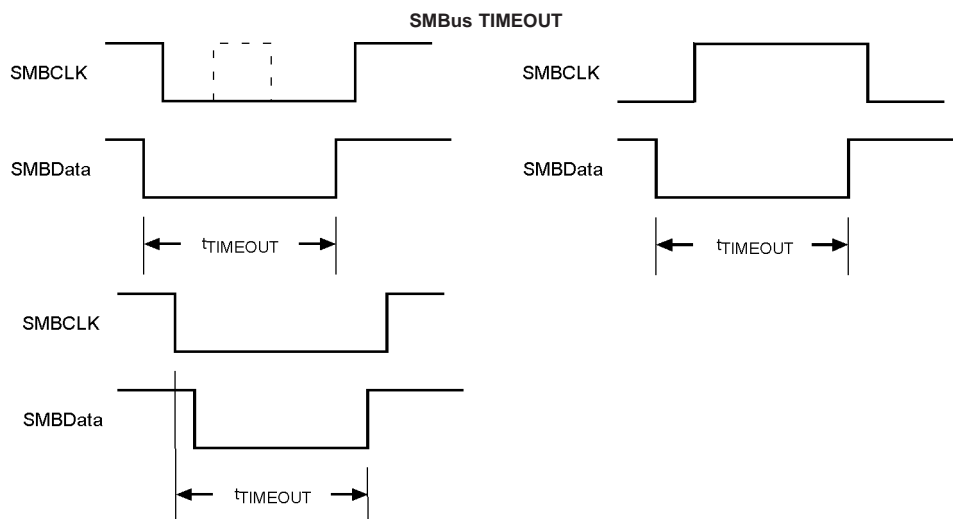 SMBus TIMEOUT
SMBCLK
SMBData
tTIMEOUT
SMBCLK
SMBData
tTIMEOUT
SMBCLK
SMBData
tTIMEOUT